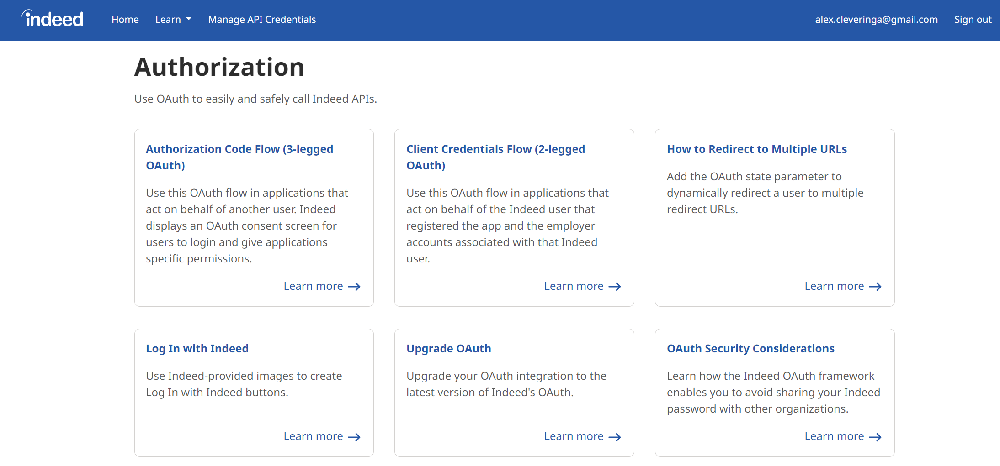 indeed Home Learn Manage API Credentials alex.cleveringa@gmail.com Sign out
Authorization
Use OAuth to easily and safely call Indeed APIs.
Authorization Code Flow (3-legged
OAuth)
Use this OAuth flow in applications that
act on behalf of another user. Indeed
displays an OAuth consent screen for
users to login and give applications
specific permissions.
Learn more
Client Credentials Flow (2-legged
OAuth)
Use this OAuth flow in applications that
act on behalf of the Indeed user that
registered the app and the employer
accounts associated with that Indeed
user.
Learn more
How to Redirect to Multiple URLs
Add the OAuth state parameter to
dynamically redirect a user to multiple
redirect URLs.
Learn more
Log In with Indeed
Use Indeed-provided images to create
Log In with Indeed buttons.
Learn more
Upgrade OAuth
Upgrade your OAuth integration to the
latest version of Indeed's OAuth.
Learn more
OAuth Security Considerations
Learn how the Indeed OAuth framework
enables you to avoid sharing your Indeed
password with other organizations.
Learn more